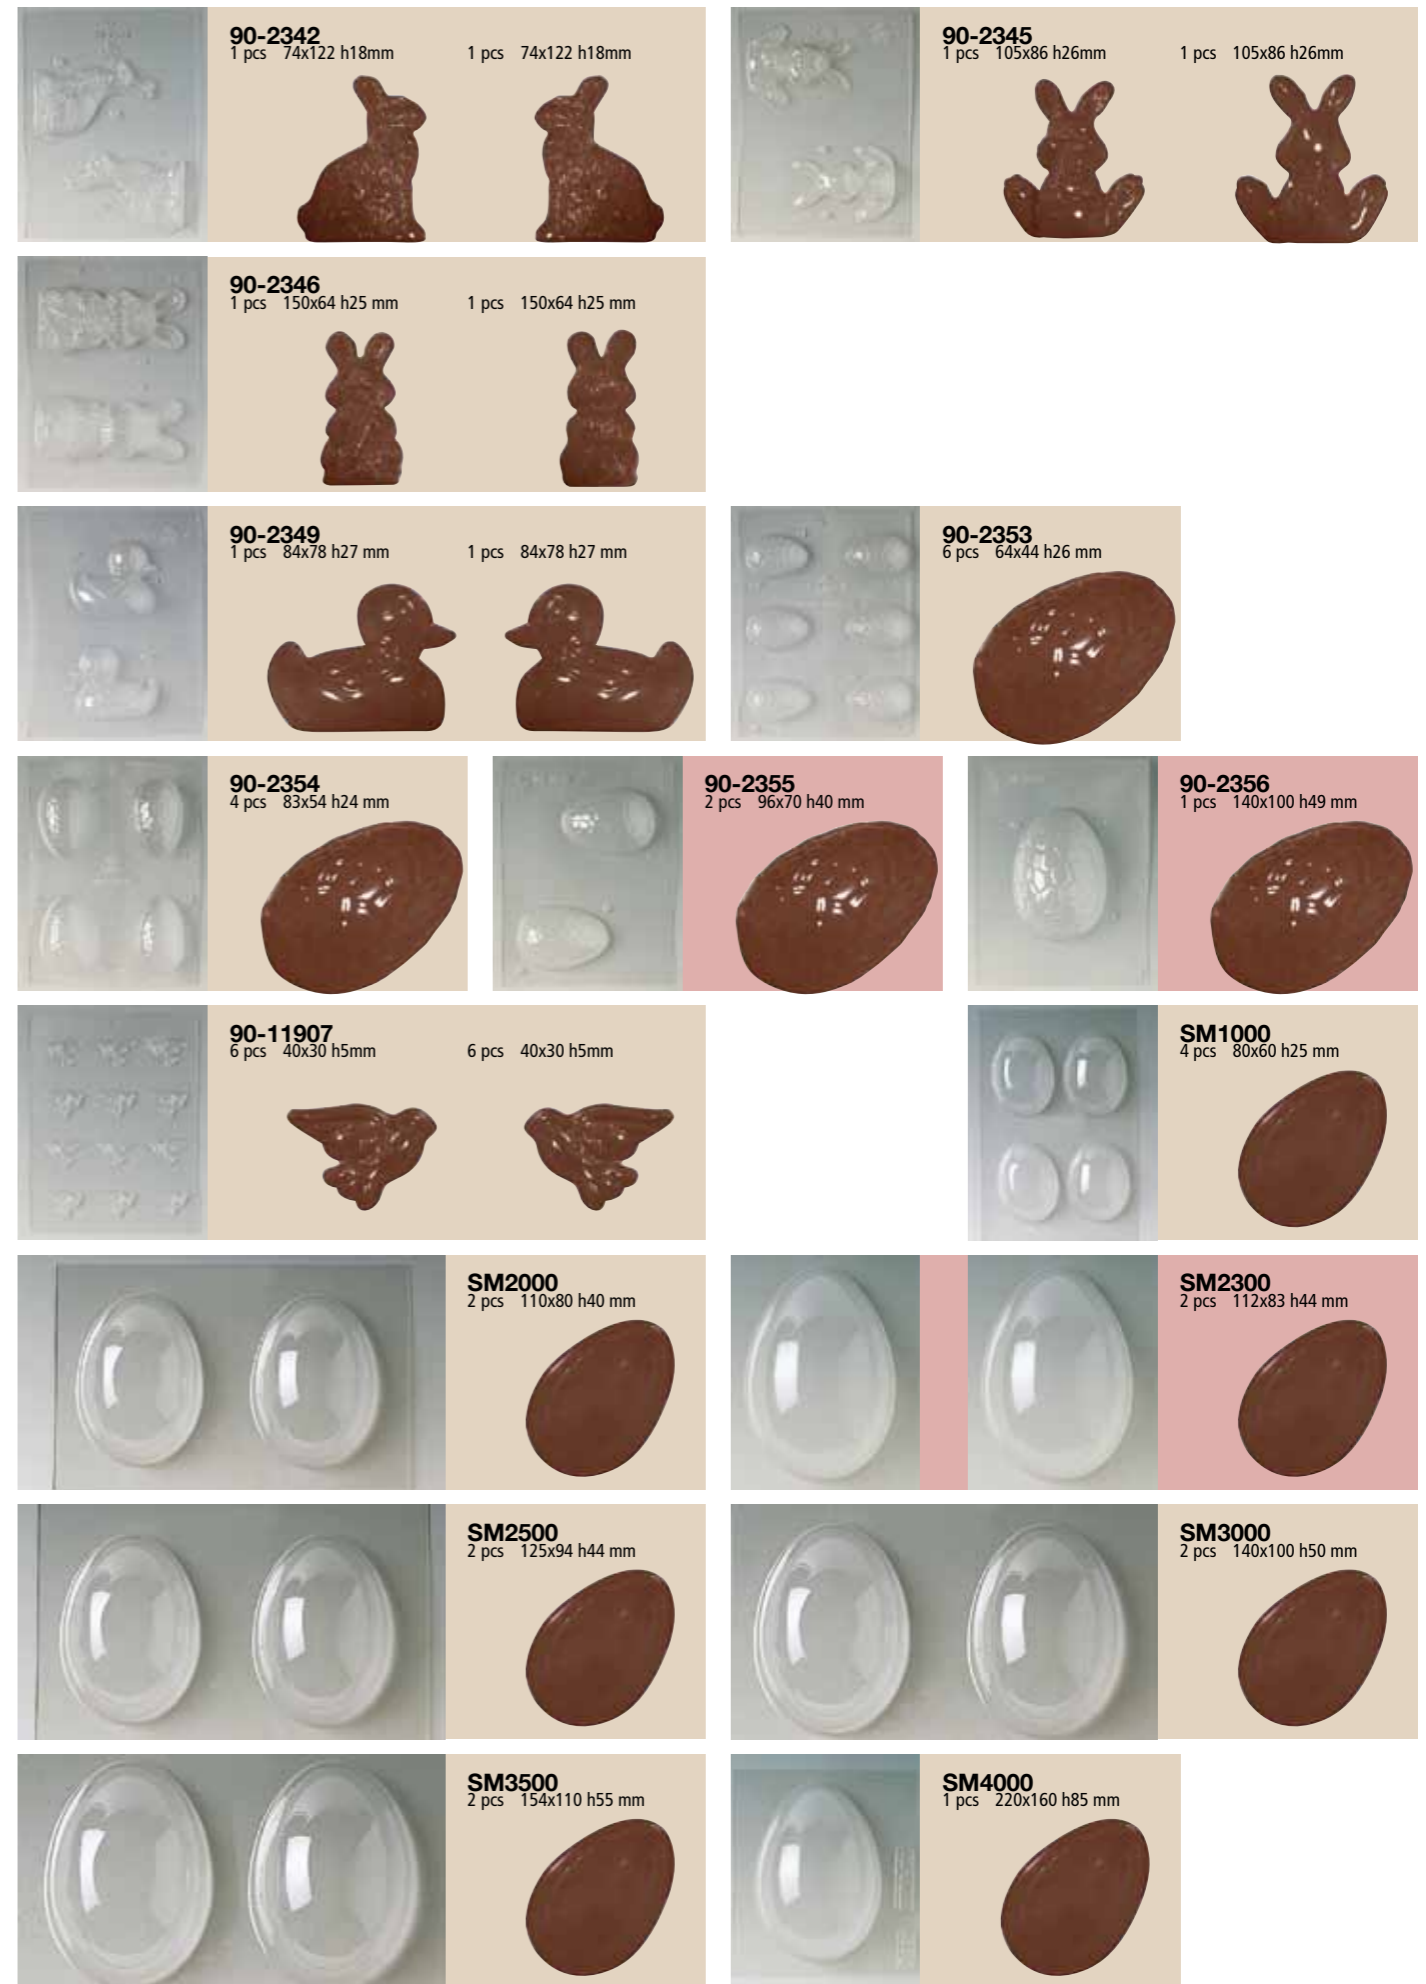 90-2342
1 pcs 74x122 h18mm 1 pcs 74x122 h18mm
90-2345
1 pcs 105x86 h26mm 1 pcs 105x86 h26mm
90-2346
1 pcs 150x64 h25 mm 1 pcs 150x64 h25 mm
90-2349
1 pcs 84x78 h27 mm 1 pcs 84x78 h27 mm
90-2353
6 pcs 64x44 h26 mm
90-2354
4 pcs 83x54 h24 mm
90-2355
2 pcs 96x70 h40 mm
90-2356
1 pcs 140x100 h49 mm
90-11907
6 pcs 40x30 h5mm 6 pcs 40x30 h5mm
SM1000
4 pcs 80x60 h25 mm
SM2000
2 pcs 110x80 h40 mm
SM2300
2 pcs 112x83 h44 mm
SM2500
2 pcs 125x94 h44 mm
SM3000
2 pcs 140x100 h50 mm
SM3500
2 pcs 154x110 h55 mm
SM4000
1 pcs 220x160 h85 mm